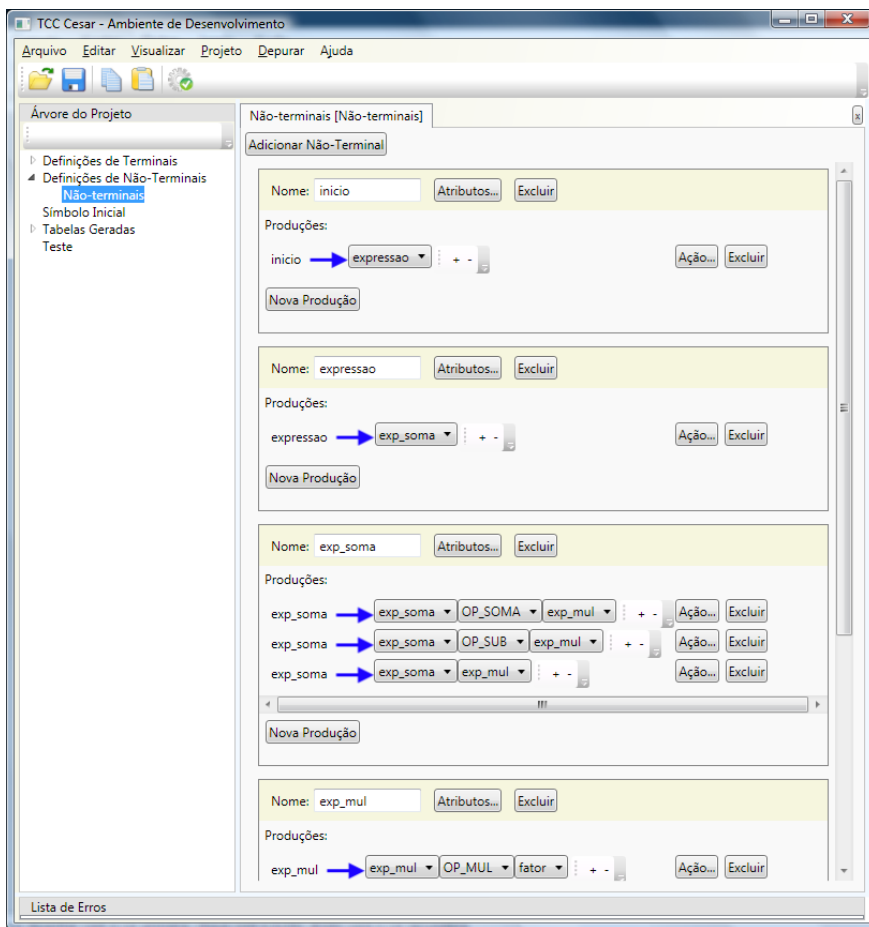 TCC Cesar - Ambiente de Desenvolvimento
Arquivo Editar Visualizar Projeto Depurar Ajuda
Árvore do Projeto
Definições de Terminais
Definições de Não-Terminais
Não-terminais
Símbolo Inicial
Tabelas Geradas
Teste
Não-terminais [Não-terminais] x
Adicionar Não-Terminal
Nome: inicio Atributos... Excluir
Produções:
inicio expressao + - Ação... Excluir
Nova Produção
Nome: expressao Atributos... Excluir
Produções:
expressao exp_soma + - Ação... Excluir
Nova Produção
Nome: exp_soma Atributos... Excluir
Produções:
exp_soma exp_soma OP_SOMA exp_mul + - Ação... Excluir
exp_soma exp_soma OP_SUB exp_mul + - Ação... Excluir
exp_soma exp_soma exp_mul + - Ação... Excluir
Nova Produção
Nome: exp_mul Atributos... Excluir
Produções:
exp_mul exp_mul OP_MUL fator + - Ação... Excluir
Lista de Erros